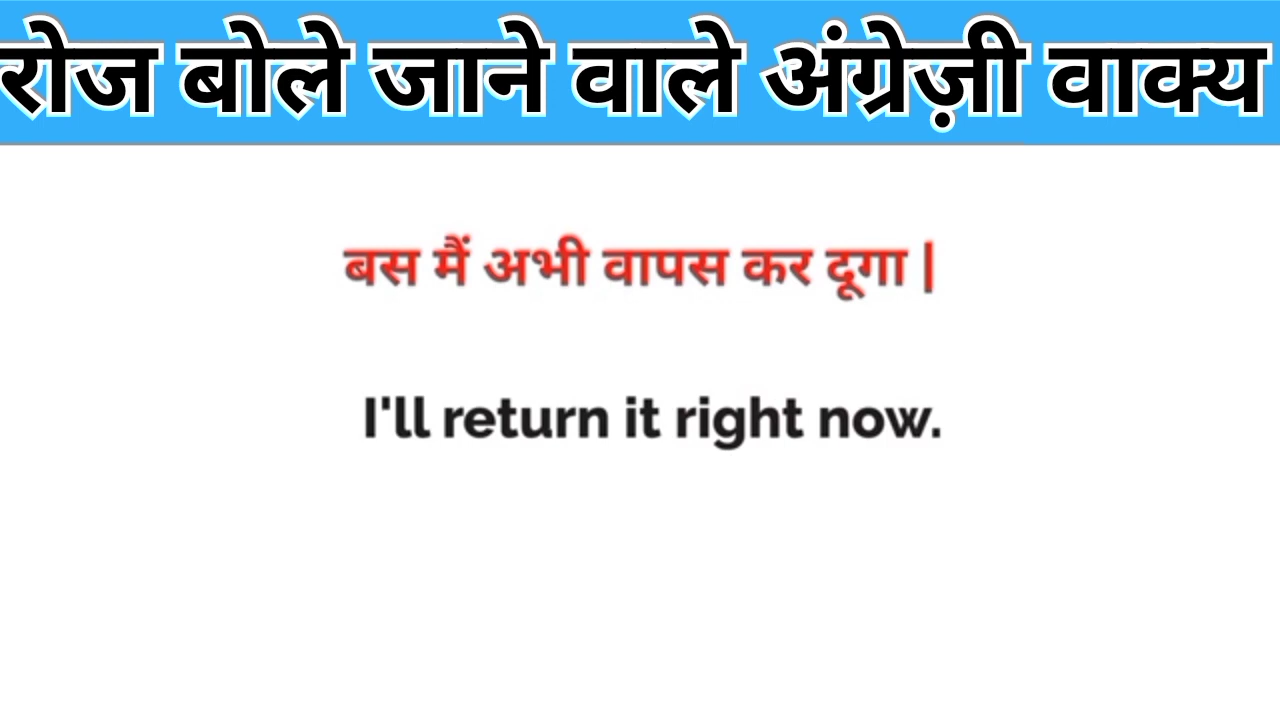 रोज बोले जाने वाले अंग्रेज़ी वाक्य
बस मैं अभी वापस कर दूगा |
I'll return it right now.